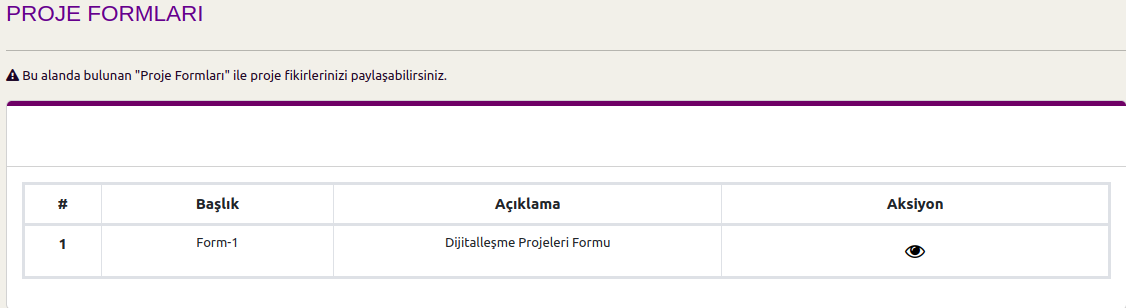 PROJE FORMLARI
Bu alanda bulunan "Proje Formları" ile proje fikirlerinizi paylaşabilirsiniz.
# Başlık Açıklama Aksiyon
1 Form-1 Dijitalleşme Projeleri Formu